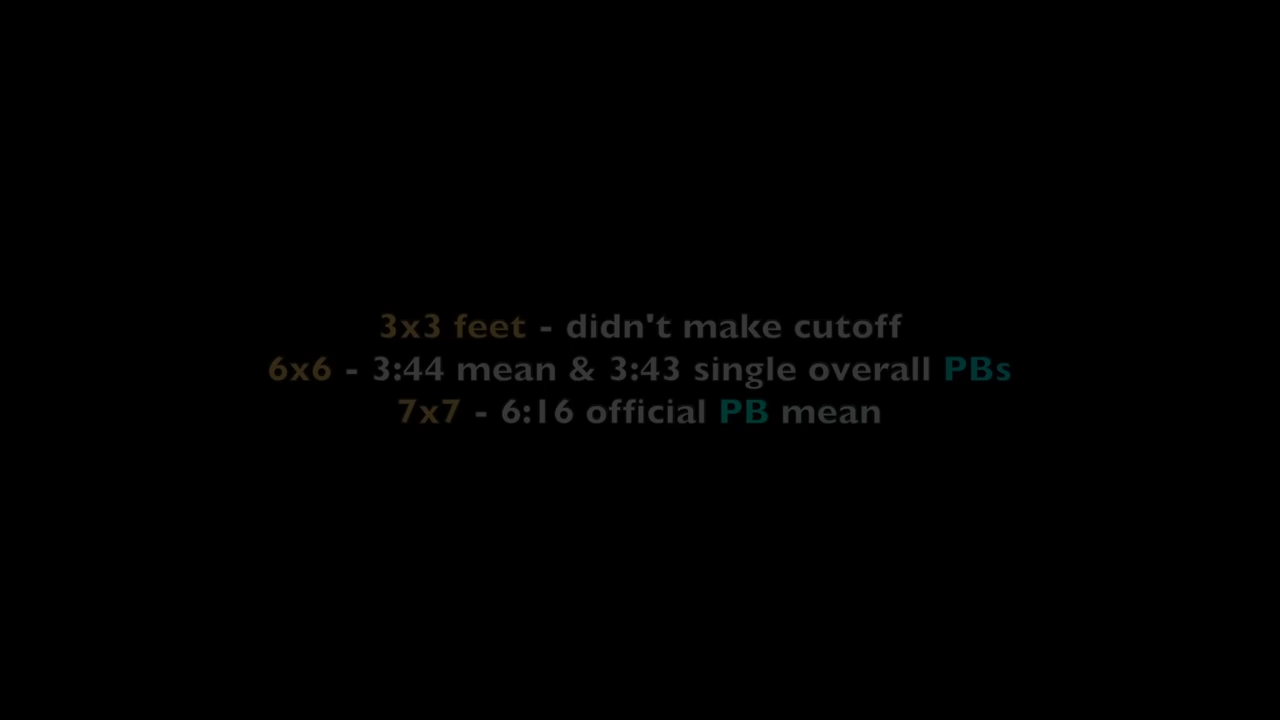 3x3 feet - didn't make cutoff
6x6 - 3:44 mean & 3:43 single overall PBs
7x7 - 6:16 official PB mean